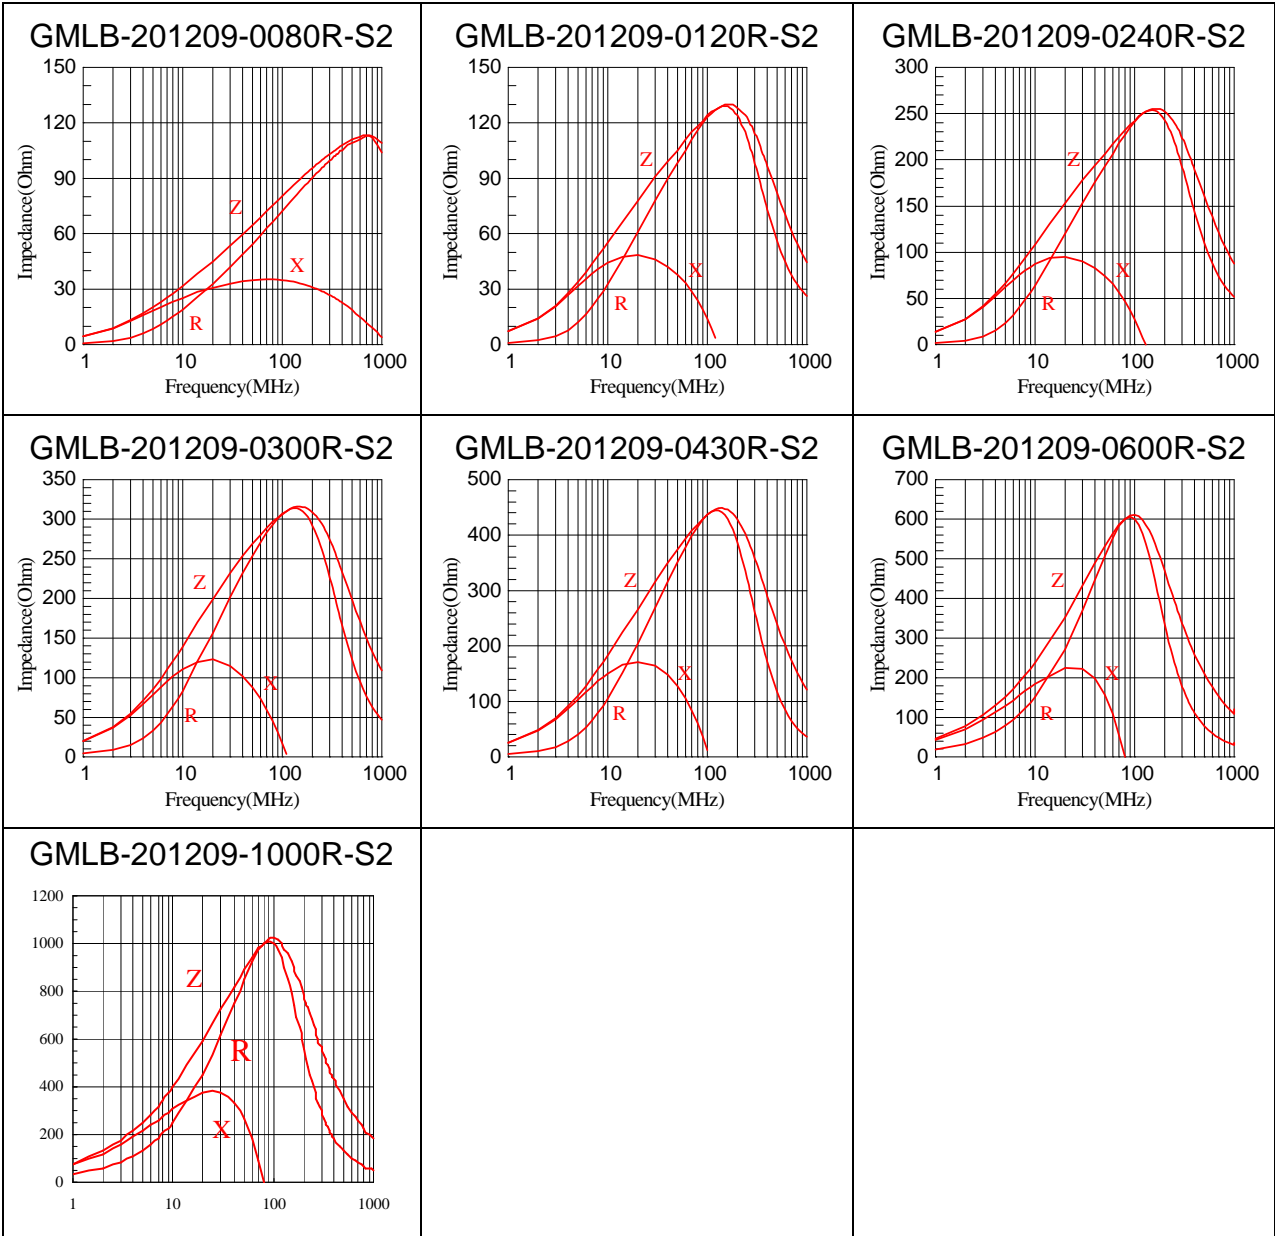 GMLB-201209-0080R-S2
150
120
90
60
30
0
Impedance(Ohm)
Z
X
R
1 10 100 1000
Frequency(MHz)
GMLB-201209-0120R-S2
150
120
90
60
30
0
Impedance(Ohm)
Z
X
R
1 10 100 1000
Frequency(MHz)
GMLB-201209-0240R-S2
300
250
200
150
100
50
0
Impedance(Ohm)
Z
X
R
1 10 100 1000
Frequency(MHz)
GMLB-201209-0300R-S2
350
300
250
200
150
100
50
0
Impedance(Ohm)
Z
X
R
1 10 100 1000
Frequency(MHz)
GMLB-201209-0430R-S2
500
400
300
200
100
0
Impedance(Ohm)
Z
X
R
1 10 100 1000
Frequency(MHz)
GMLB-201209-0600R-S2
700
600
500
400
300
200
100
0
Impedance(Ohm)
Z
X
R
1 10 100 1000
Frequency(MHz)
GMLB-201209-1000R-S2
1200
1000
800
600
400
200
0
Z
R
X
1 10 100 1000